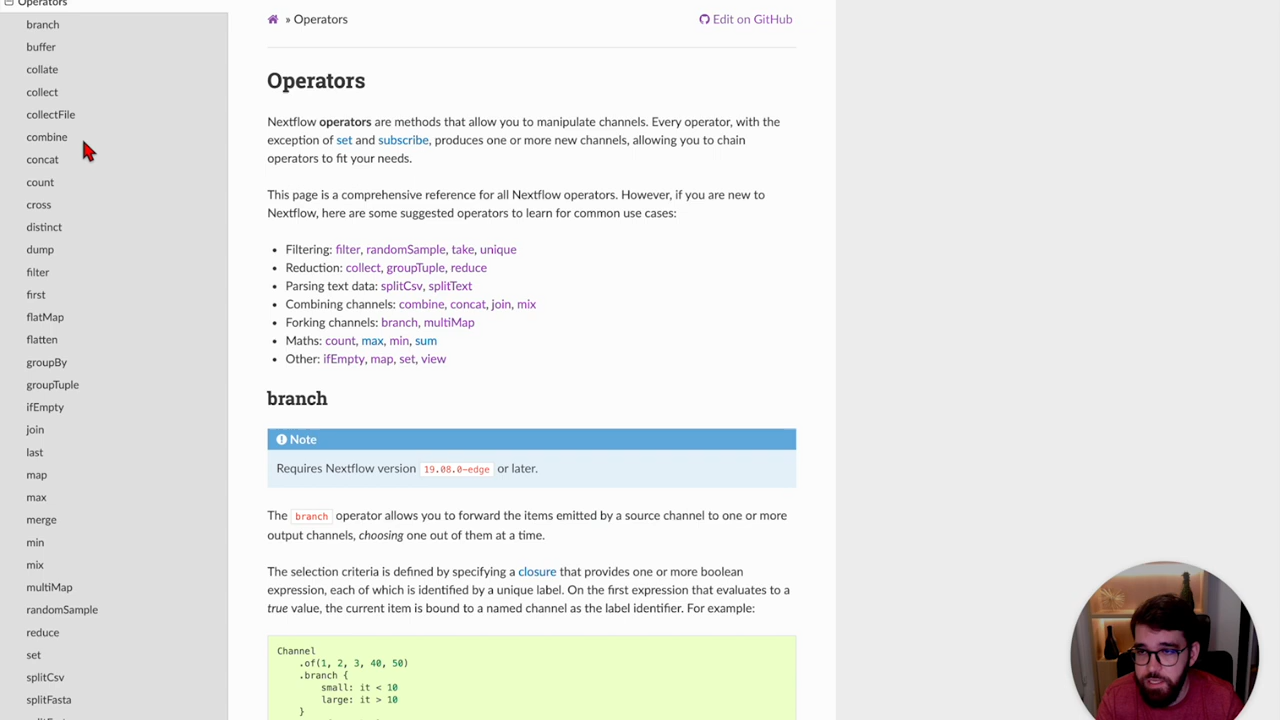 Operators
branch
buffer
collate
collect
collectFile
combine
concat
count
cross
distinct
dump
filter
first
flatMap
flatten
groupBy
groupTuple
ifEmpty
join
last
map
max
merge
min
mix
multiMap
randomSample
reduce
set
splitCsv
splitFasta
» Operators
Edit on GitHub
Operators
Nextflow operators are methods that allow you to manipulate channels. Every operator, with the
exception of set and subscribe, produces one or more new channels, allowing you to chain
operators to fit your needs.
This page is a comprehensive reference for all Nextflow operators. However, if you are new to
Nextflow, here are some suggested operators to learn for common use cases:
• Filtering: filter, randomSample, take, unique
• Reduction: collect, groupTuple, reduce
• Parsing text data: splitCsv, splitText
• Combining channels: combine, concat, join, mix
• Forking channels: branch, multiMap
• Maths: count, max, min, sum
• Other: ifEmpty, map, set, view
branch
Note
Requires Nextflow version 19.08.0-edge or later.
The branch operator allows you to forward the items emitted by a source channel to one or more
output channels, choosing one out of them at a time.
The selection criteria is defined by specifying a closure that provides one or more boolean
expression, each of which is identified by a unique label. On the first expression that evaluates to a
true value, the current item is bound to a named channel as the label identifier. For example:
Channel
.of(1, 2, 3, 40, 50)
.branch {
small: it < 10
large: it > 10
}